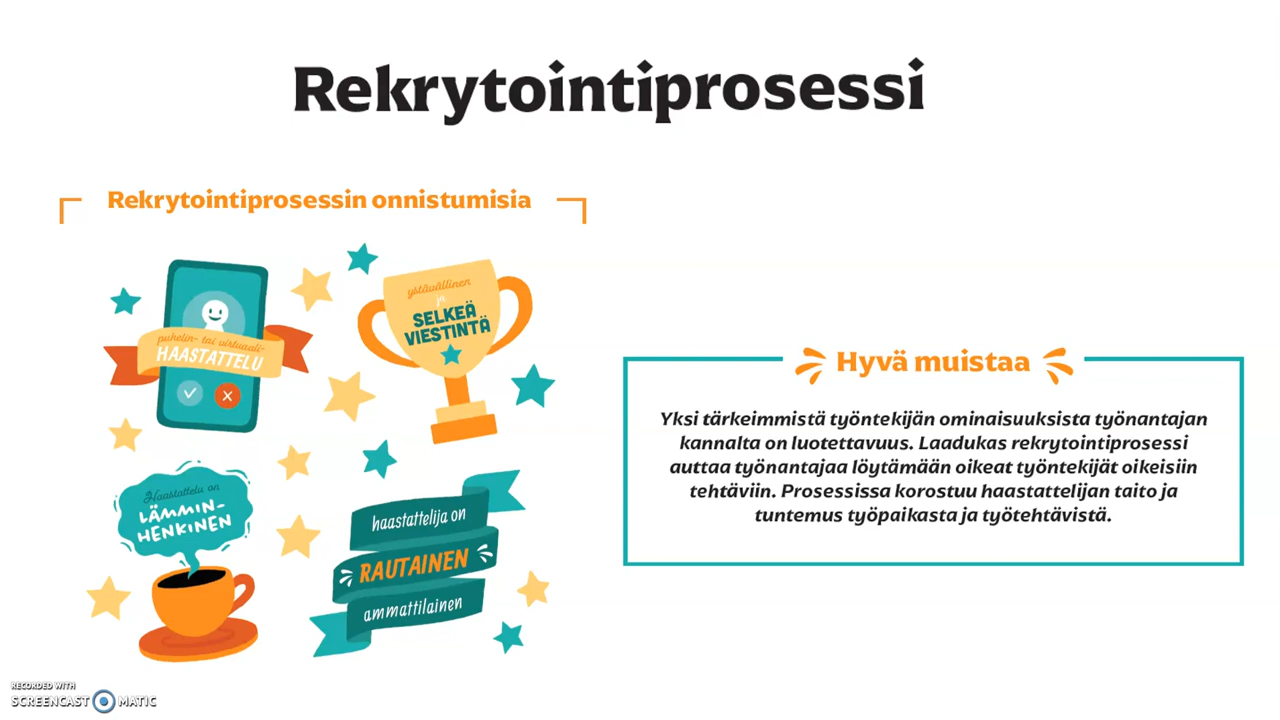 Rekrytointiprosessi
Rekrytointiprosessin onnistumisia
puhelin- tai virtuaali-
HAASTATTELU
ystävällinen
ja
SELKEÄ
VIESTINTÄ
Haastattelu on
LÄMMIN-
HENKINEN
haastattelija on
RAUTAINEN
ammattilainen
Hyvä muistaa
Yksi tärkeimmistä työntekijän ominaisuuksista työnantajan
kannalta on luotettavuus. Laadukas rekrytointiprosessi
auttaa työnantajaa löytämään oikeat työntekijät oikeisiin
tehtäviin. Prosessissa korostuu haastattelijan taito ja
tuntemus työpaikasta ja työtehtävistä.
RECORDED WITH
SCREENCAST MATIC